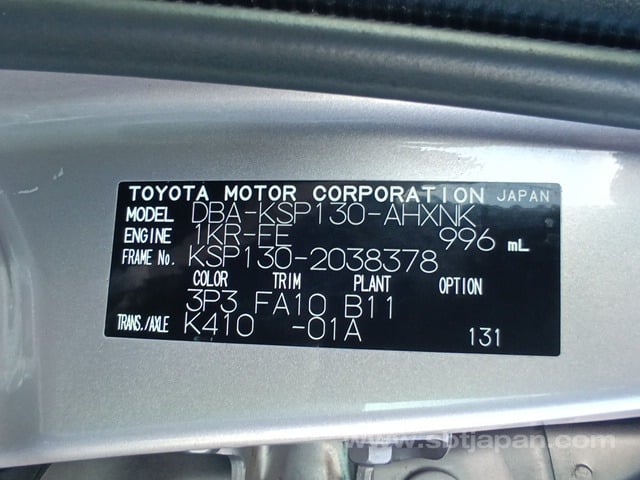 TOYOTA MOTOR CORPORATION JAPAN
MODEL DBA-KSP130-AHXNK
ENGINE 1KR-FE 996 mL
FRAME No. KSP130-2038378
COLOR TRIM PLANT OPTION
3P3 FA10 B11
TRANS./AXLE K410 -01A 131
www.sbtjapan.com